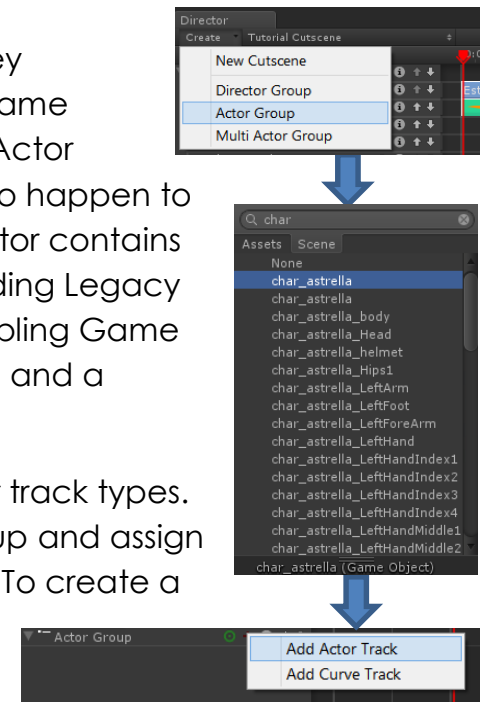 Director
Create Tutorial Cutscene
New Cutscene
Director Group
Actor Group
Multi Actor Group
ey
ame
Actor
o happen to
tor contains
ding Legacy
bling Game
and a
char
Assets Scene
None
char_astrella
char_astrella
char_astrella_body
char_astrella_Head
char_astrella_helmet
char_astrella_Hips1
char_astrella_LeftArm
char_astrella_LeftFoot
char_astrella_LeftForeArm
char_astrella_LeftHand
char_astrella_LeftHandIndex1
char_astrella_LeftHandIndex2
char_astrella_LeftHandIndex3
char_astrella_LeftHandIndex4
char_astrella_LeftHandMiddle1
char_astrella_LeftHandMiddle2
char_astrella (Game Object)
track types.
up and assign
To create a
Actor Group
Add Actor Track
Add Curve Track